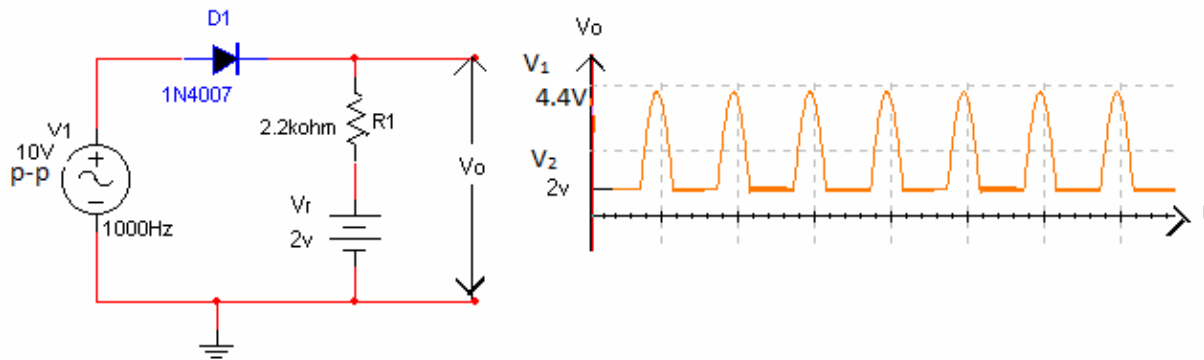 D1
1N4007
V1
10V
p-p
1000Hz
2.2kohm
R1
Vr
2v
Vo
Vo
V1
4.4V
V2
2v